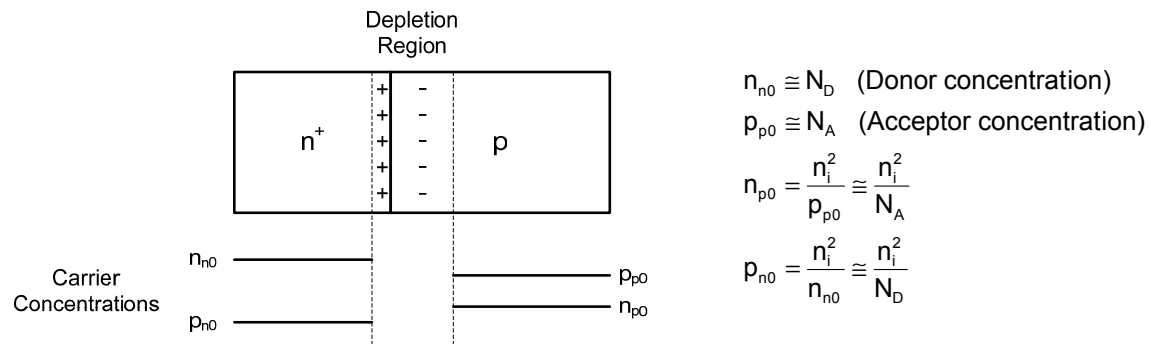 Depletion
Region
n⁺
p
+ -
+ -
+ -
+ -
+ -
n_n0
p_n0
p_p0
n_p0
Carrier
Concentrations
n_n0 ≅ N_D (Donor concentration)
p_p0 ≅ N_A (Acceptor concentration)
n_p0 = n_i² / p_p0 ≅ n_i² / N_A
p_n0 = n_i² / n_n0 ≅ n_i² / N_D